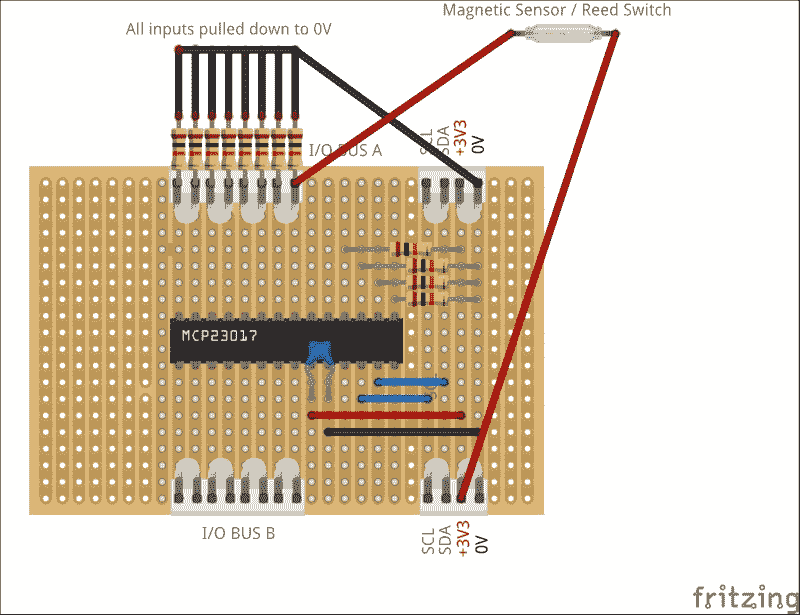 Magnetic Sensor / Reed Switch
All inputs pulled down to 0V
I/O BUS A
SCL
SDA
+3V3
0V
MCP23017
I/O BUS B
SCL
SDA
+3V3
0V
fritzing